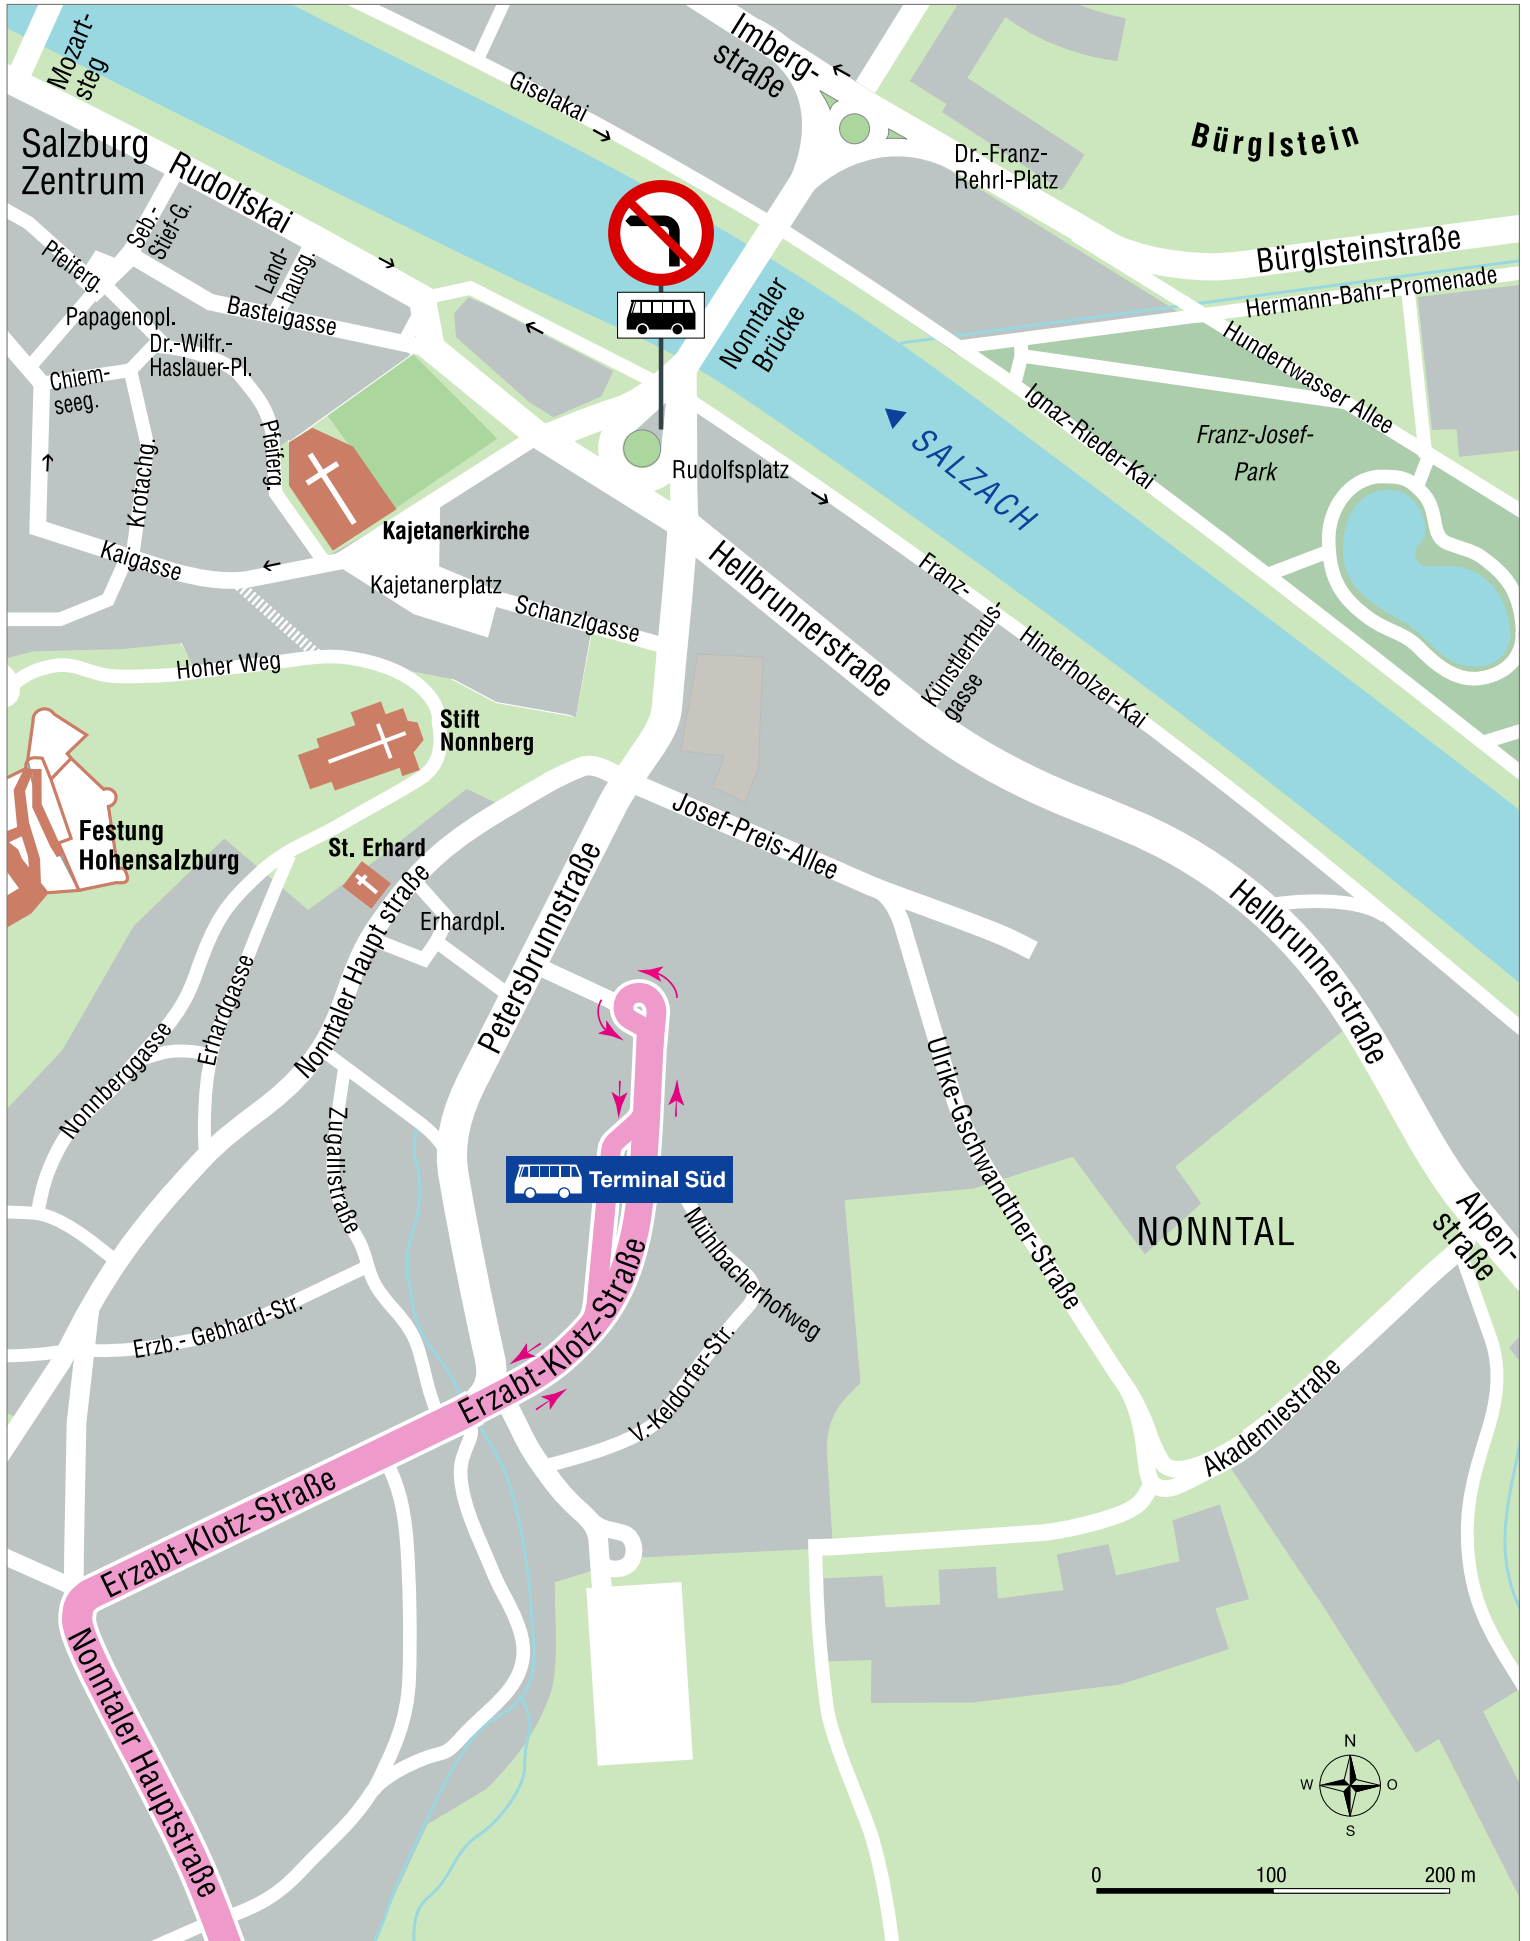 Mozart-
steg
Imberg-
straße
Giselakai
Bürglstein
Salzburg
Zentrum
Dr.-Franz-
Rehrl-Platz
Rudolfskai
Seb.-
Stief-G.
Pfeiferg.
Land-
hausg.
Bürglsteinstraße
Hermann-Bahr-Promenade
Papagenopl.
Basteigasse
Nonntaler
Brücke
Dr.-Wilfr.-
Haslauer-Pl.
Hundertwasser Allee
Chiem-
seeg.
Ignaz-Rieder-Kai
Franz-Josef-
Park
Pfeiferg.
Krotachg.
SALZACH
Rudolfsplatz
Kajetanerkirche
Kaigasse
Kajetanerplatz
Hellbrunnerstraße
Franz-
Hinterholzer-Kai
Schanzlgasse
Künstlerhaus-
gasse
Hoher Weg
Stift
Nonnberg
Festung
Hohensalzburg
St. Erhard
Josef-Preis-Allee
Erhardpl.
Petersbrunnstraße
Nonntaler Haupt straße
Hellbrunnerstraße
Erhardgasse
Nonnberggasse
Zugallistraße
Ulrike-Gschwandtner-Straße
Terminal Süd
Mühlbacherhofweg
NONNTAL
Alpen-
straße
Erzb.- Gebhard-Str.
Erzabt-Klotz-Straße
V.-Keldorfer-Str.
Akademiestraße
Erzabt-Klotz-Straße
Nonntaler Hauptstraße
N
W
O
S
0 100 200 m